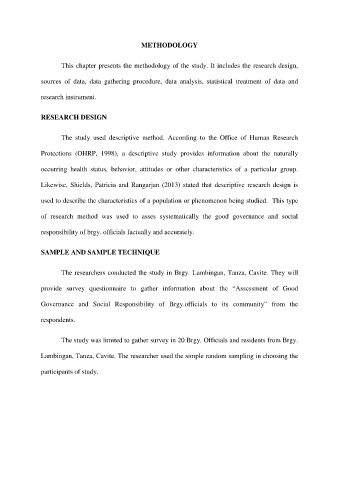 METHODOLOGY
This chapter presents the methodology of the study. It includes the research design,
sources of data, data gathering procedure, data analysis, statistical treatment of data and
research instrument.
RESEARCH DESIGN
The study used descriptive method. According to the Office of Human Research
Protections (OHRP, 1998), a descriptive study provides information about the naturally
occurring health status, behavior, attitudes or other characteristics of a particular group.
Likewise, Shields, Patricia and Rangarjan (2013) stated that descriptive research design is
used to describe the characteristics of a population or phenomenon being studied. This type
of research method was used to asses systematically the good governance and social
responsibility of brgy. officials factually and accurately.
SAMPLE AND SAMPLE TECHNIQUE
The researchers conducted the study in Brgy. Lambingan, Tanza, Cavite. They will
provide survey questionnaire to gather information about the “Assessment of Good
Governance and Social Responsibility of Brgy.officials to its community” from the
respondents.
The study was limited to gather survey in 20 Brgy. Officials and residents from Brgy.
Lambingan, Tanza, Cavite. The researcher used the simple random sampling in choosing the
participants of study.